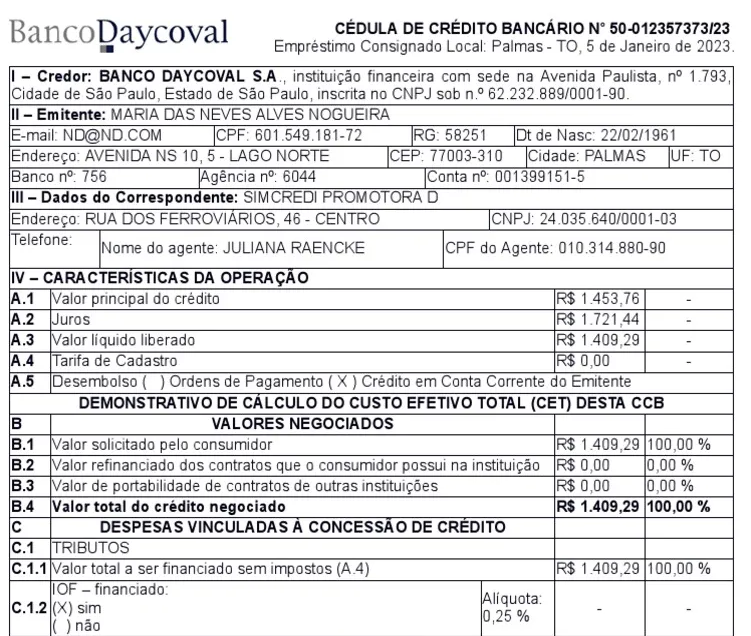 BancoDaycoval
CÉDULA DE CRÉDITO BANCÁRIO N° 50-012357373/23
Empréstimo Consignado Local: Palmas - TO, 5 de Janeiro de 2023.
I – Credor: BANCO DAYCOVAL S.A., instituição financeira com sede na Avenida Paulista, nº 1.793,
Cidade de São Paulo, Estado de São Paulo, inscrita no CNPJ sob n.º 62.232.889/0001-90.
II – Emitente: MARIA DAS NEVES ALVES NOGUEIRA
E-mail: ND@ND.COM CPF: 601.549.181-72 RG: 58251 Dt de Nasc: 22/02/1961
Endereço: AVENIDA NS 10, 5 - LAGO NORTE CEP: 77003-310 Cidade: PALMAS UF: TO
Banco nº: 756 Agência nº: 6044 Conta nº: 001399151-5
III – Dados do Correspondente: SIMCREDI PROMOTORA D
Endereço: RUA DOS FERROVIÁRIOS, 46 - CENTRO CNPJ: 24.035.640/0001-03
Telefone: Nome do agente: JULIANA RAENCKE CPF do Agente: 010.314.880-90
IV – CARACTERÍSTICAS DA OPERAÇÃO
A.1 Valor principal do crédito R$ 1.453,76 -
A.2 Juros R$ 1.721,44 -
A.3 Valor líquido liberado R$ 1.409,29 -
A.4 Tarifa de Cadastro R$ 0,00 -
A.5 Desembolso ( ) Ordens de Pagamento ( X ) Crédito em Conta Corrente do Emitente
DEMONSTRATIVO DE CÁLCULO DO CUSTO EFETIVO TOTAL (CET) DESTA CCB
B VALORES NEGOCIADOS
B.1 Valor solicitado pelo consumidor R$ 1.409,29 100,00 %
B.2 Valor refinanciado dos contratos que o consumidor possui na instituição R$ 0,00 0,00 %
B.3 Valor de portabilidade de contratos de outras instituições R$ 0,00 0,00 %
B.4 Valor total do crédito negociado R$ 1.409,29 100,00 %
C DESPESAS VINCULADAS À CONCESSÃO DE CRÉDITO
C.1 TRIBUTOS
C.1.1 Valor total a ser financiado sem impostos (A.4) R$ 1.409,29 100,00 %
C.1.2 IOF – financiado:
(X) sim
( ) não
Alíquota:
0,25 % - -